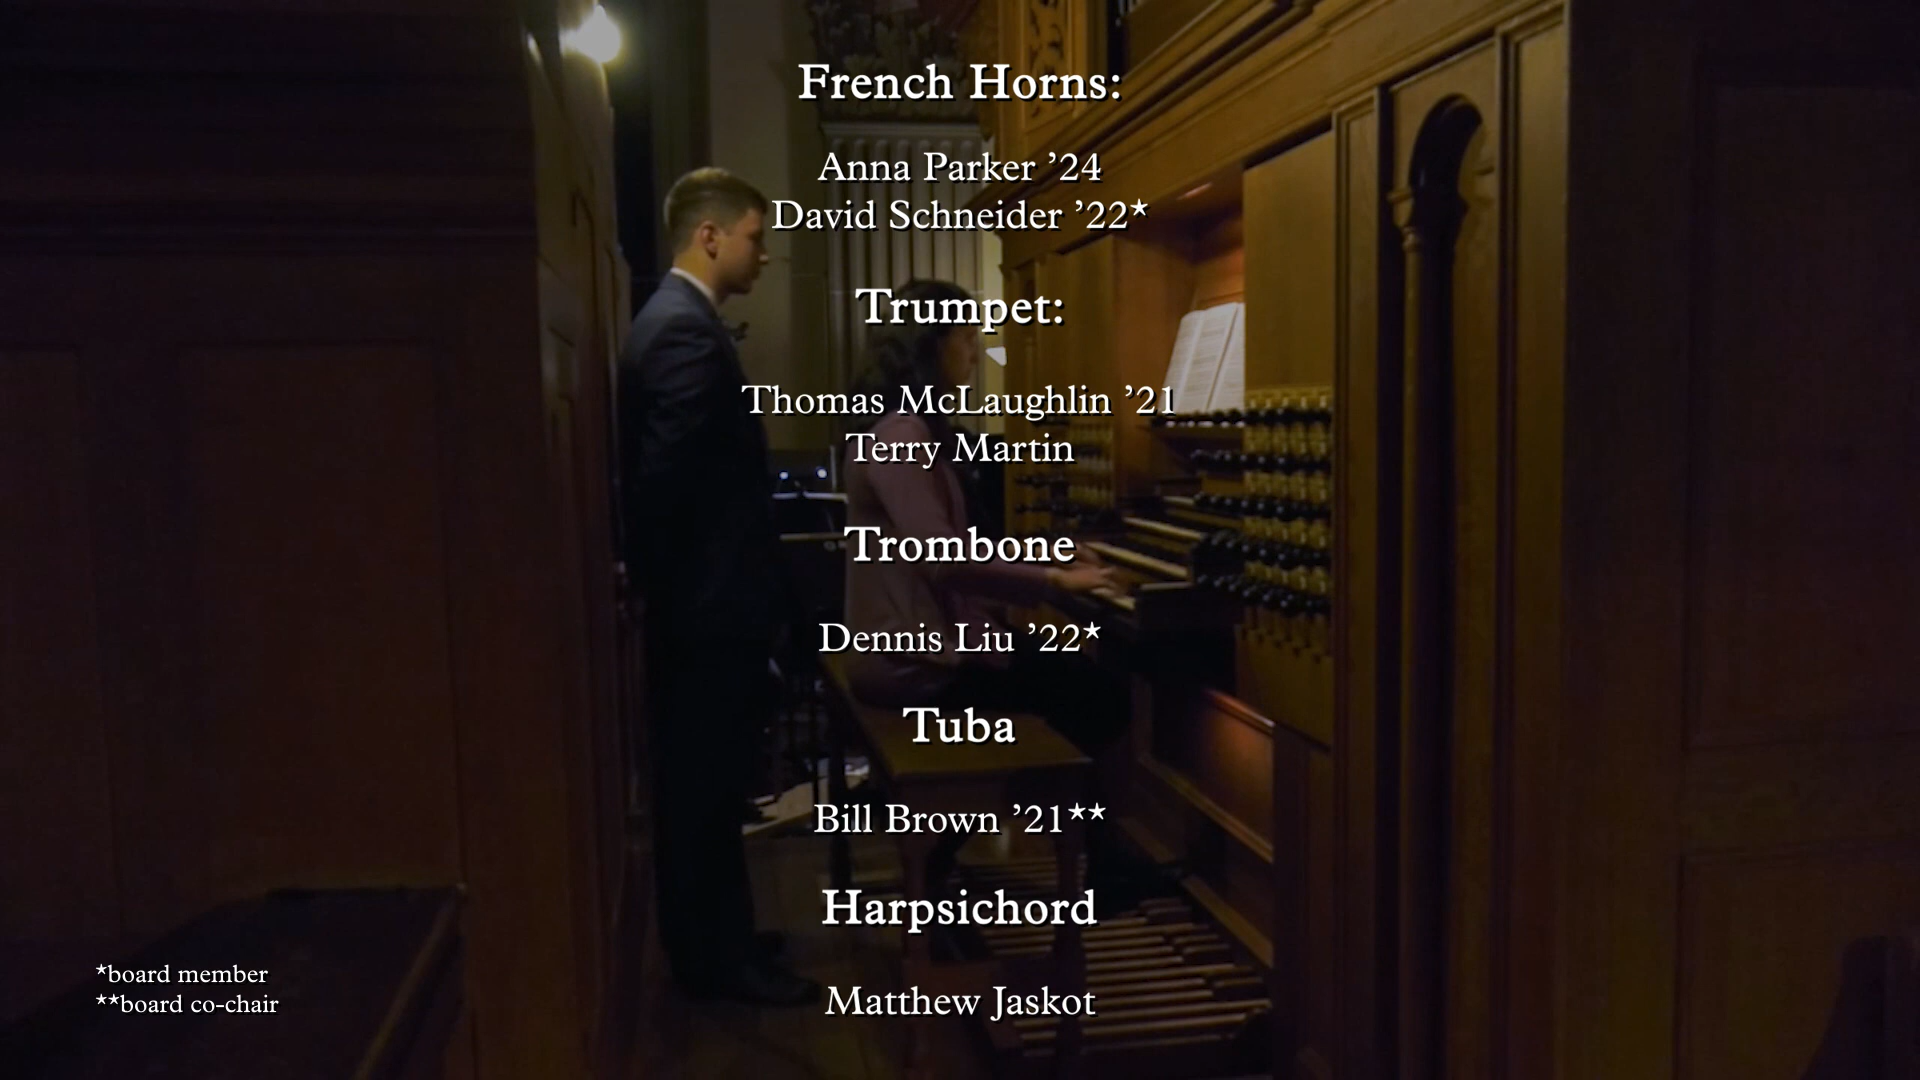 French Horns:
Anna Parker ’24
David Schneider ’22*
Trumpet:
Thomas McLaughlin ’21
Terry Martin
Trombone
Dennis Liu ’22*
Tuba
Bill Brown ’21**
Harpsichord
Matthew Jaskot
*board member
**board co-chair